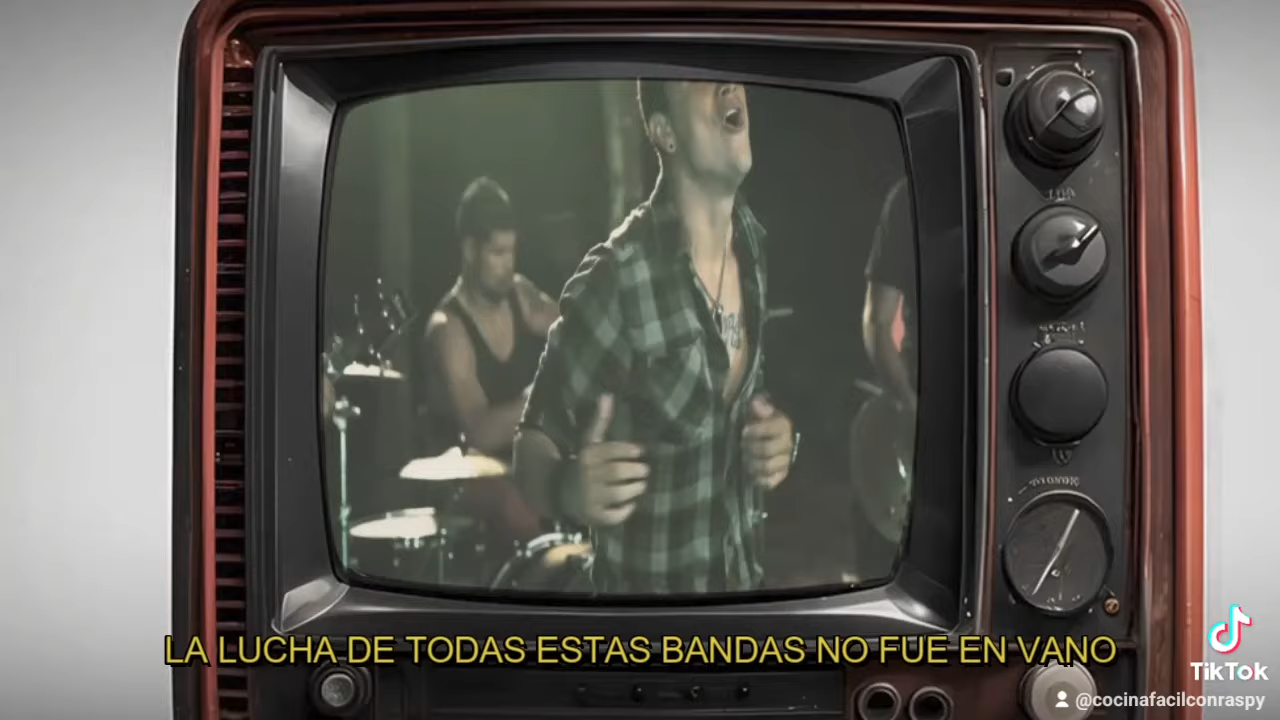 LA LUCHA DE TODAS ESTAS BANDAS NO FUE EN VANO
TikTok
@cocinafacilconraspy